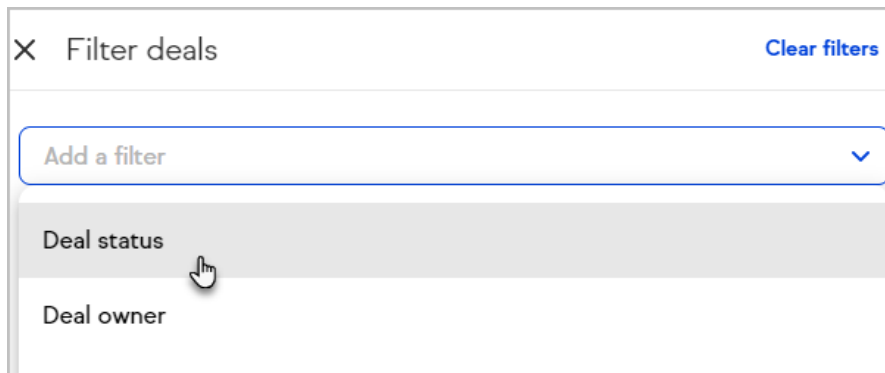 Filter deals
Clear filters
Add a filter
Deal status
Deal owner